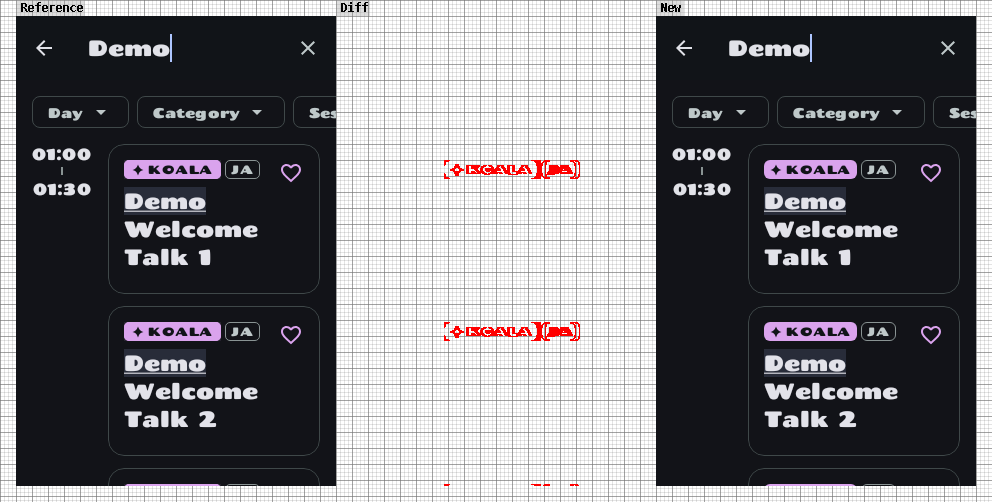 Reference
Diff
New
Demo
Day
Category
Ses
01:00
01:30
KOALA JA
Demo
Welcome
Talk 1
KOALA JA
Demo
Welcome
Talk 2
KOALA JA
KOALA JA
Demo
Day
Category
Ses
01:00
01:30
KOALA JA
Demo
Welcome
Talk 1
KOALA JA
Demo
Welcome
Talk 2